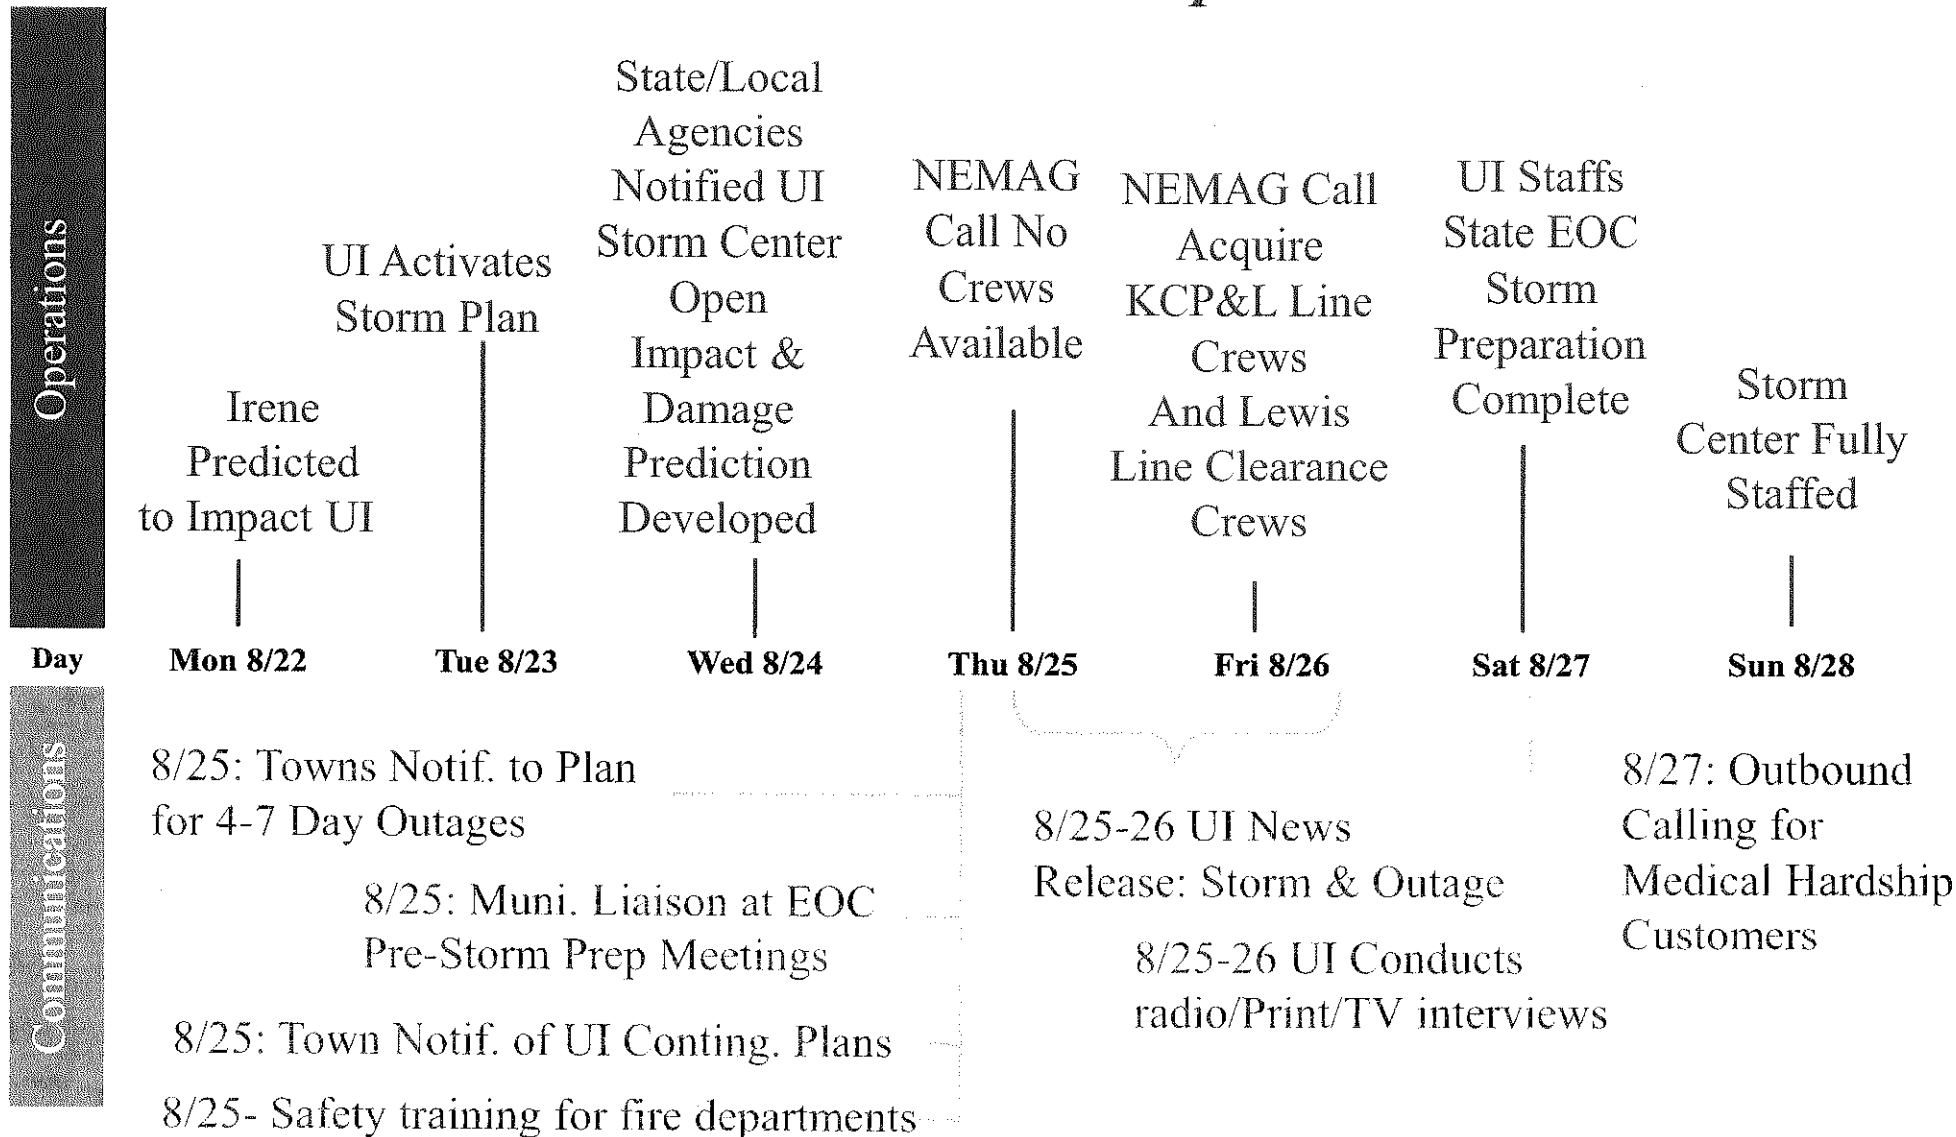 Operations
Irene
Predicted
to Impact UI
UI Activates
Storm Plan
State/Local
Agencies
Notified UI
Storm Center
Open
Impact &
Damage
Prediction
Developed
NEMAG
Call No
Crews
Available
NEMAG Call
Acquire
KCP&L Line
Crews
And Lewis
Line Clearance
Crews
UI Staffs
State EOC
Storm
Preparation
Complete
Storm
Center Fully
Staffed
Day Mon 8/22 Tue 8/23 Wed 8/24 Thu 8/25 Fri 8/26 Sat 8/27 Sun 8/28
Communications
8/25: Towns Notif. to Plan
for 4-7 Day Outages
8/25: Muni. Liaison at EOC
Pre-Storm Prep Meetings
8/25: Town Notif. of UI Conting. Plans
8/25- Safety training for fire departments
8/25-26 UI News
Release: Storm & Outage
8/25-26 UI Conducts
radio/Print/TV interviews
8/27: Outbound
Calling for
Medical Hardship
Customers